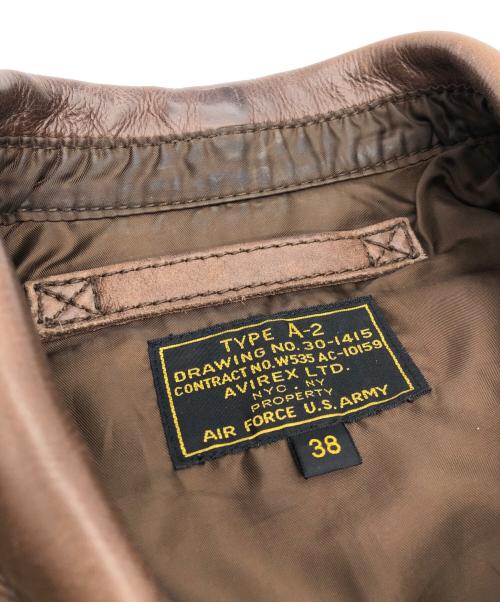 TYPE A-2
DRAWING NO. 30-1415
CONTRACT NO. W535 AC-10159
AVIREX LTD.
NYC. NY
PROPERTY
AIR FORCE U.S. ARMY
38